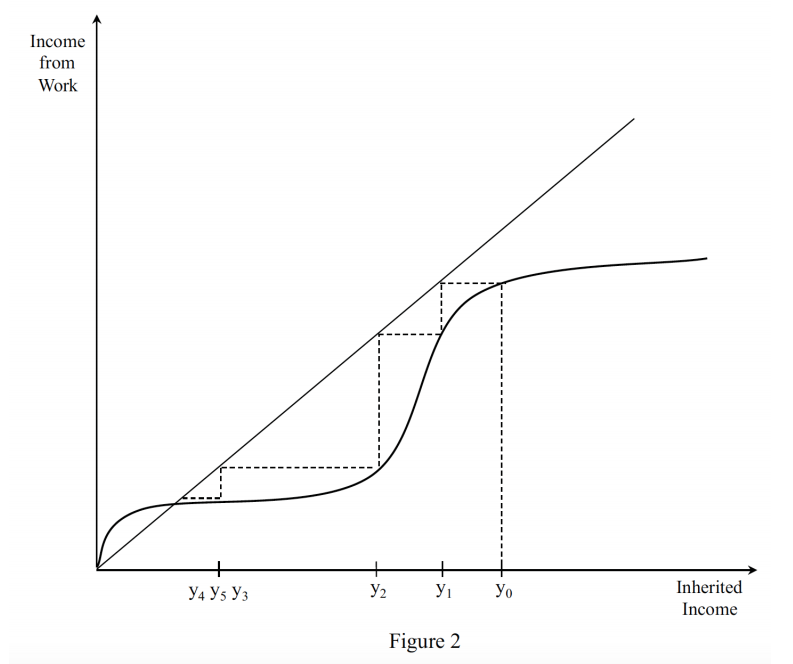 Income
from
Work
y₄ y₅ y₃
y₂
y₁
y₀
Inherited
Income
Figure 2